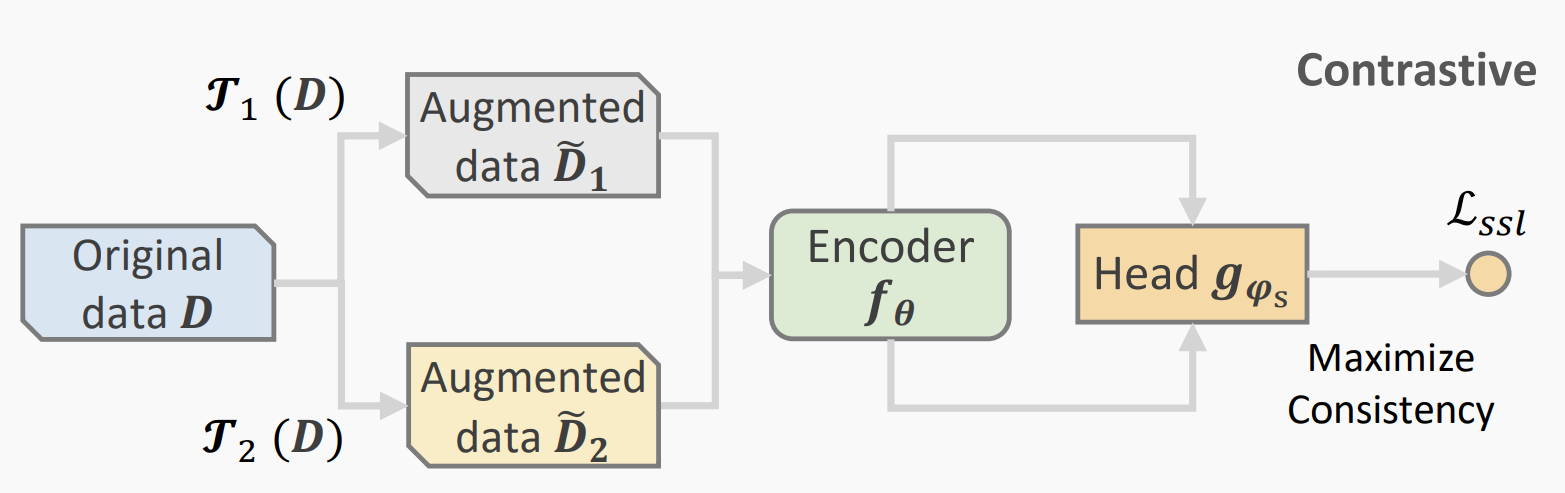 Contrastive
𝓣₁ (D)
Augmented
data D̃₁
Original
data D
Encoder
f_θ
Head g_φₛ
ℒ_ssl
Maximize
Consistency
Augmented
data D̃₂
𝓣₂ (D)